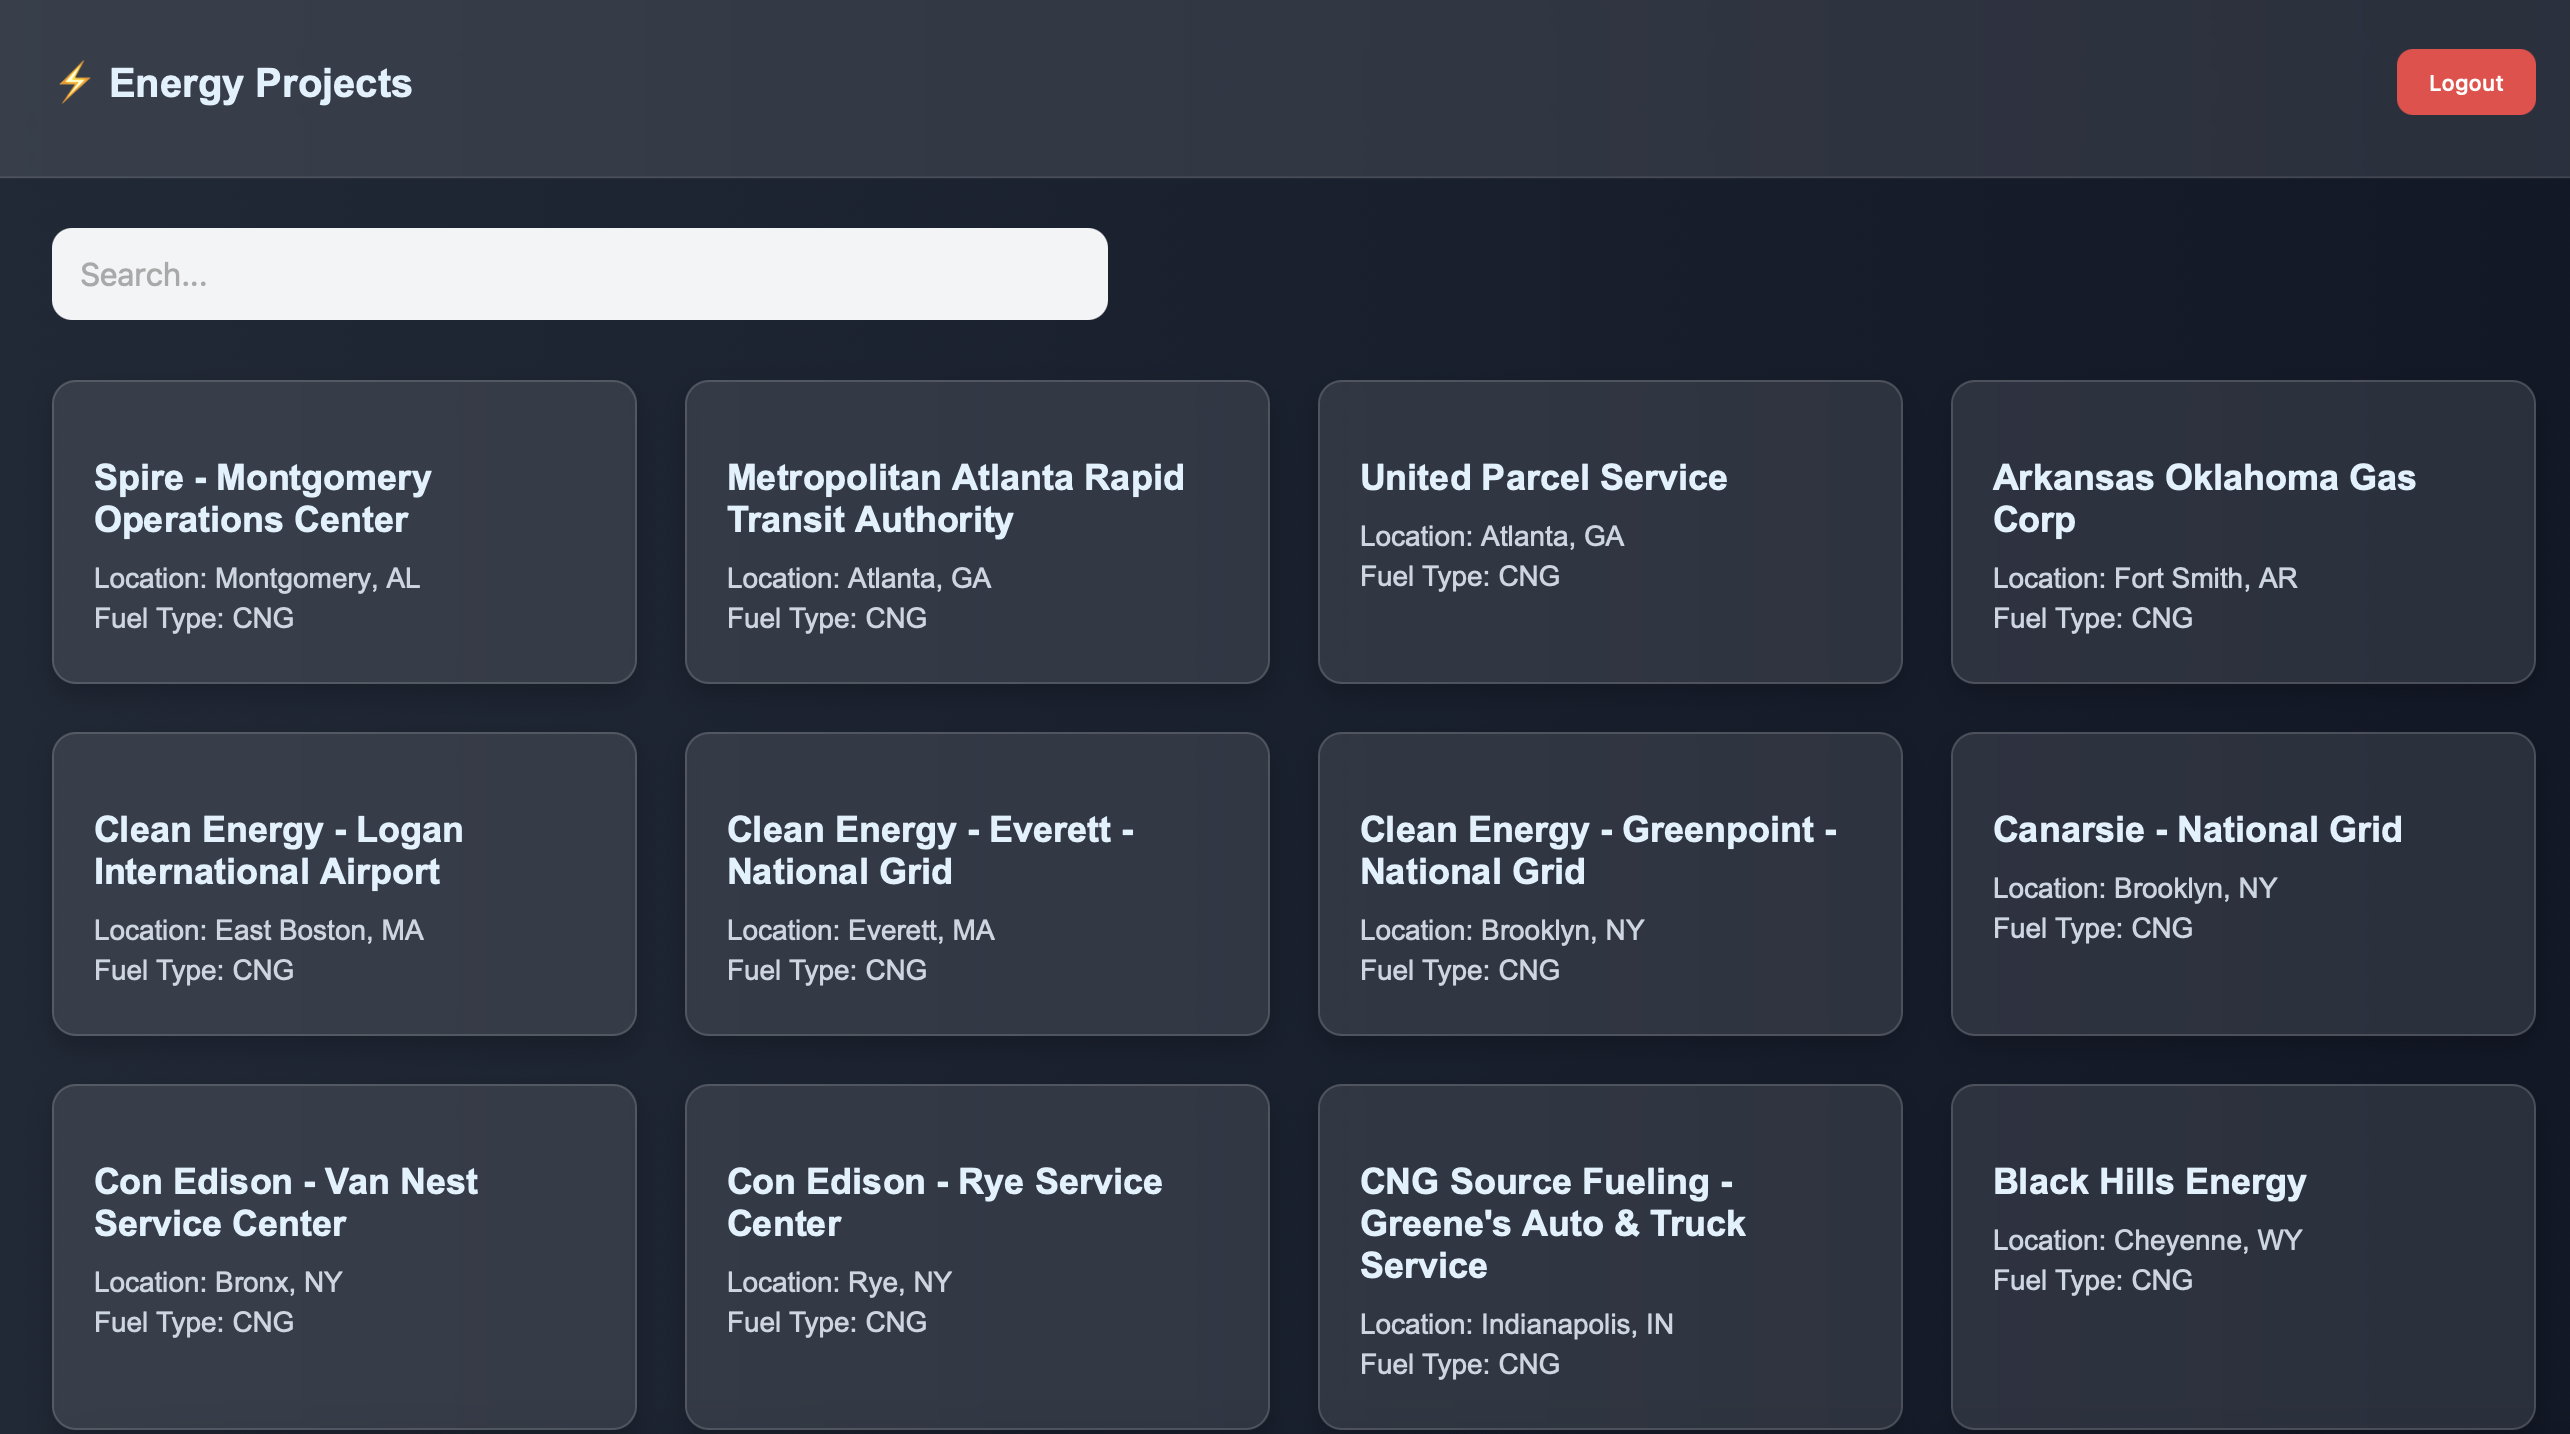 ⚡ Energy Projects
Logout
Search...
Spire - Montgomery
Operations Center
Location: Montgomery, AL
Fuel Type: CNG
Metropolitan Atlanta Rapid
Transit Authority
Location: Atlanta, GA
Fuel Type: CNG
United Parcel Service
Location: Atlanta, GA
Fuel Type: CNG
Arkansas Oklahoma Gas
Corp
Location: Fort Smith, AR
Fuel Type: CNG
Clean Energy - Logan
International Airport
Location: East Boston, MA
Fuel Type: CNG
Clean Energy - Everett -
National Grid
Location: Everett, MA
Fuel Type: CNG
Clean Energy - Greenpoint -
National Grid
Location: Brooklyn, NY
Fuel Type: CNG
Canarsie - National Grid
Location: Brooklyn, NY
Fuel Type: CNG
Con Edison - Van Nest
Service Center
Location: Bronx, NY
Fuel Type: CNG
Con Edison - Rye Service
Center
Location: Rye, NY
Fuel Type: CNG
CNG Source Fueling -
Greene's Auto & Truck
Service
Location: Indianapolis, IN
Fuel Type: CNG
Black Hills Energy
Location: Cheyenne, WY
Fuel Type: CNG